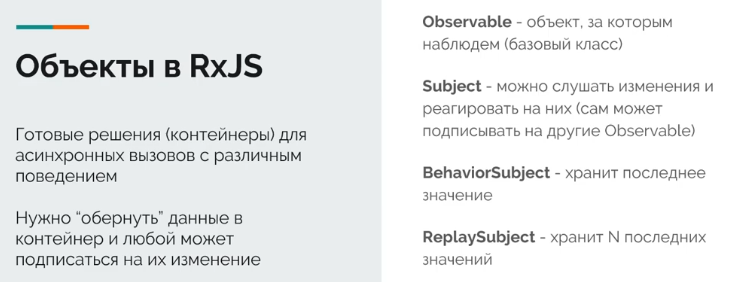 Объекты в RxJS
Готовые решения (контейнеры) для
асинхронных вызовов с различным
поведением
Нужно “обернуть” данные в
контейнер и любой может
подписаться на их изменение
Observable - объект, за которым
наблюдем (базовый класс)
Subject - можно слушать изменения и
реагировать на них (сам может
подписывать на другие Observable)
BehaviorSubject - хранит последнее
значение
ReplaySubject - хранит N последних
значений